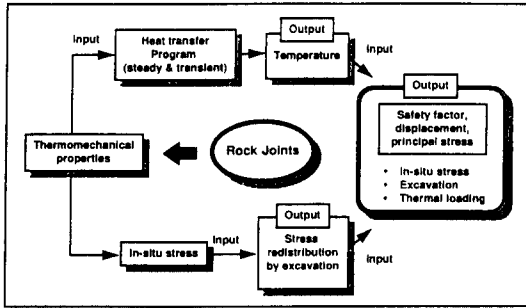 Input
Heat transfer
Program
(steady & transient)
Output
Temperature
Input
Output
Safety factor,
displacement,
principal stress
• In-situ stress
• Excavation
• Thermal loading
Thermomechanical
properties
Rock Joints
In-situ stress
Input
Output
Stress
redistribution
by excavation
Input